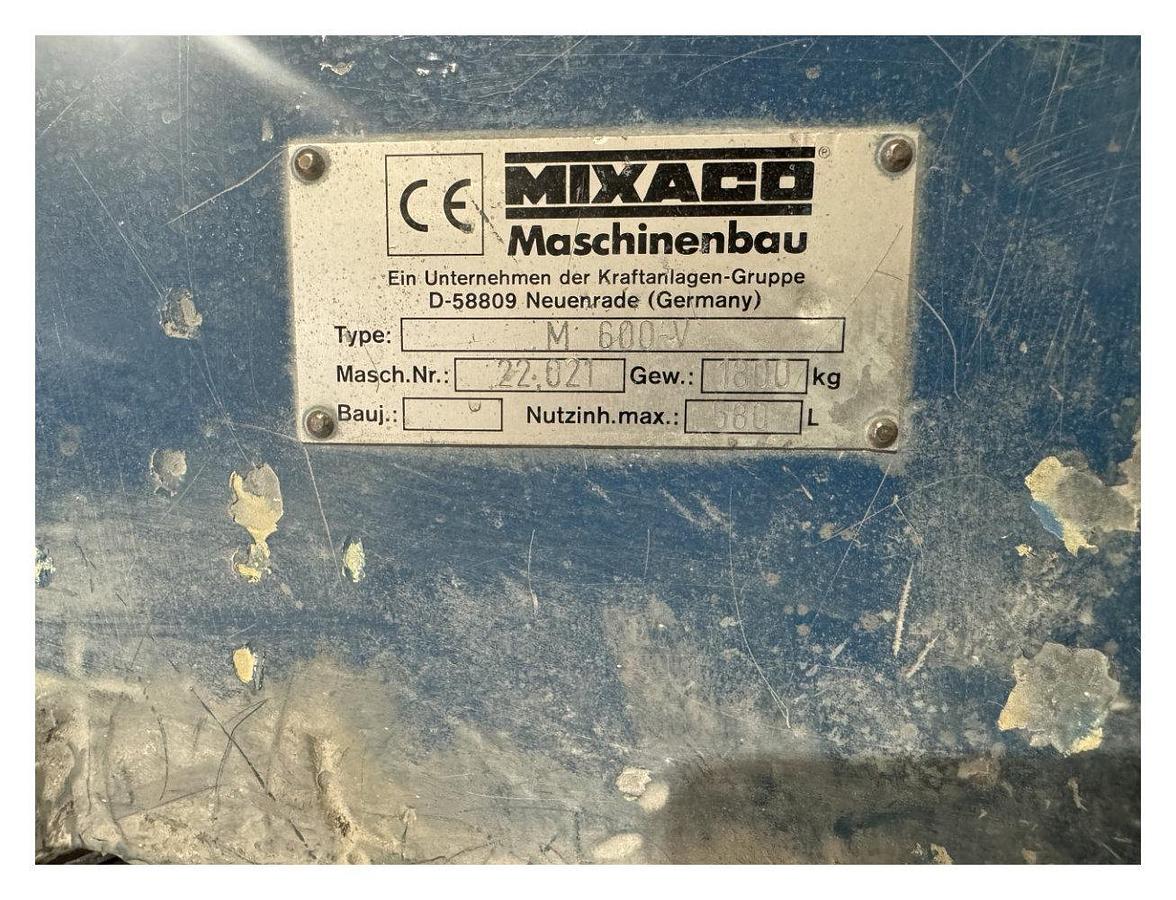 CE MIXACO ®
Maschinenbau
Ein Unternehmen der Kraftanlagen-Gruppe
D-58809 Neuenrade (Germany)
Type: M 600-V
Masch.Nr.: 22.021 Gew.: 1800 kg
Bauj.: Nutzinh.max.: 680 L